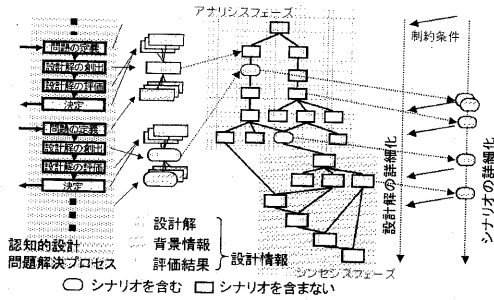 アナリシスフェーズ
制約条件
問題の定義
設計解の創出
設計解の評価
決定
問題の定義
設計解の創出
設計解の評価
決定
設計解の詳細化
シナリオの詳細化
認知的設計
問題解決プロセス
設計解
背景情報
評価結果
設計情報
シンセシスフェーズ
シナリオを含む
シナリオを含まない